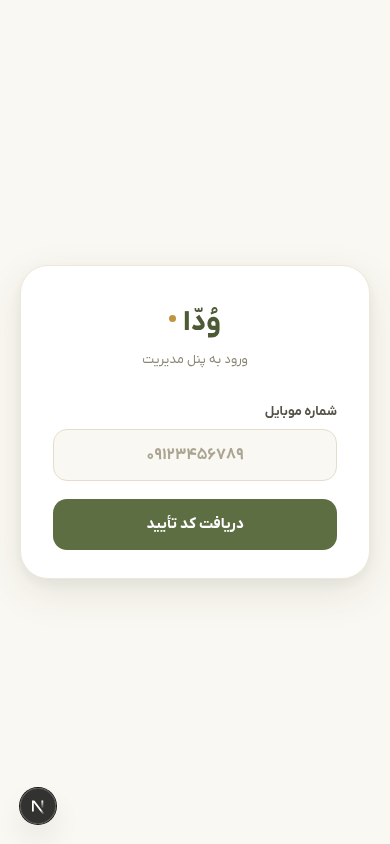 وُدّا
ورود به پنل مدیریت
شماره موبایل
۰۹۱۲۳۴۵۶۷۸۹
دریافت کد تأیید
N